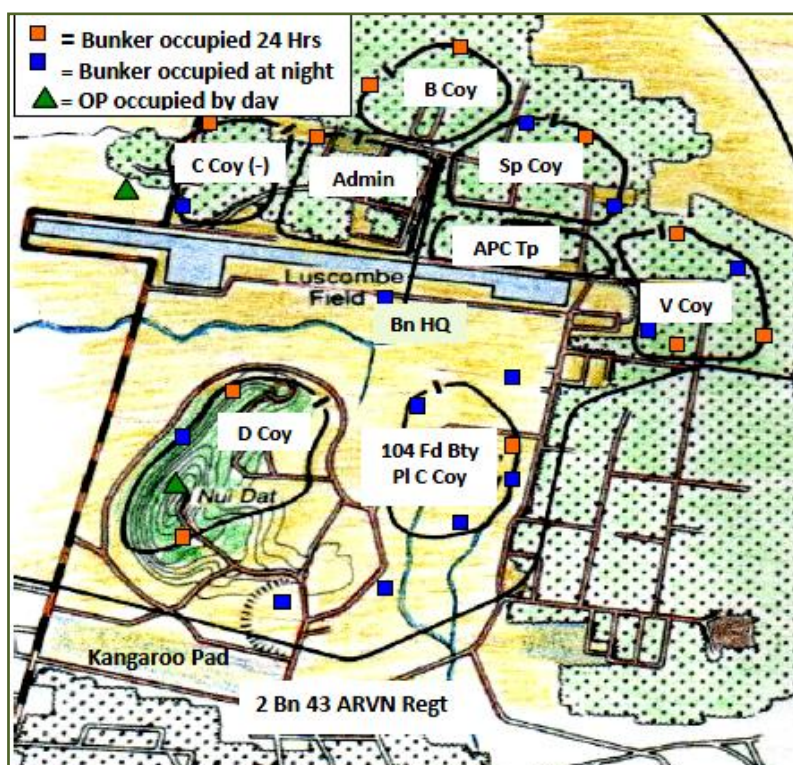 = Bunker occupied 24 Hrs
= Bunker occupied at night
= OP occupied by day
B Coy
C Coy (-)
Admin
Sp Coy
APC Tp
Luscombe
Field
V Coy
Bn HQ
D Coy
104 Fd Bty
Pl C Coy
Nui Dat
Kangaroo Pad
2 Bn 43 ARVN Regt